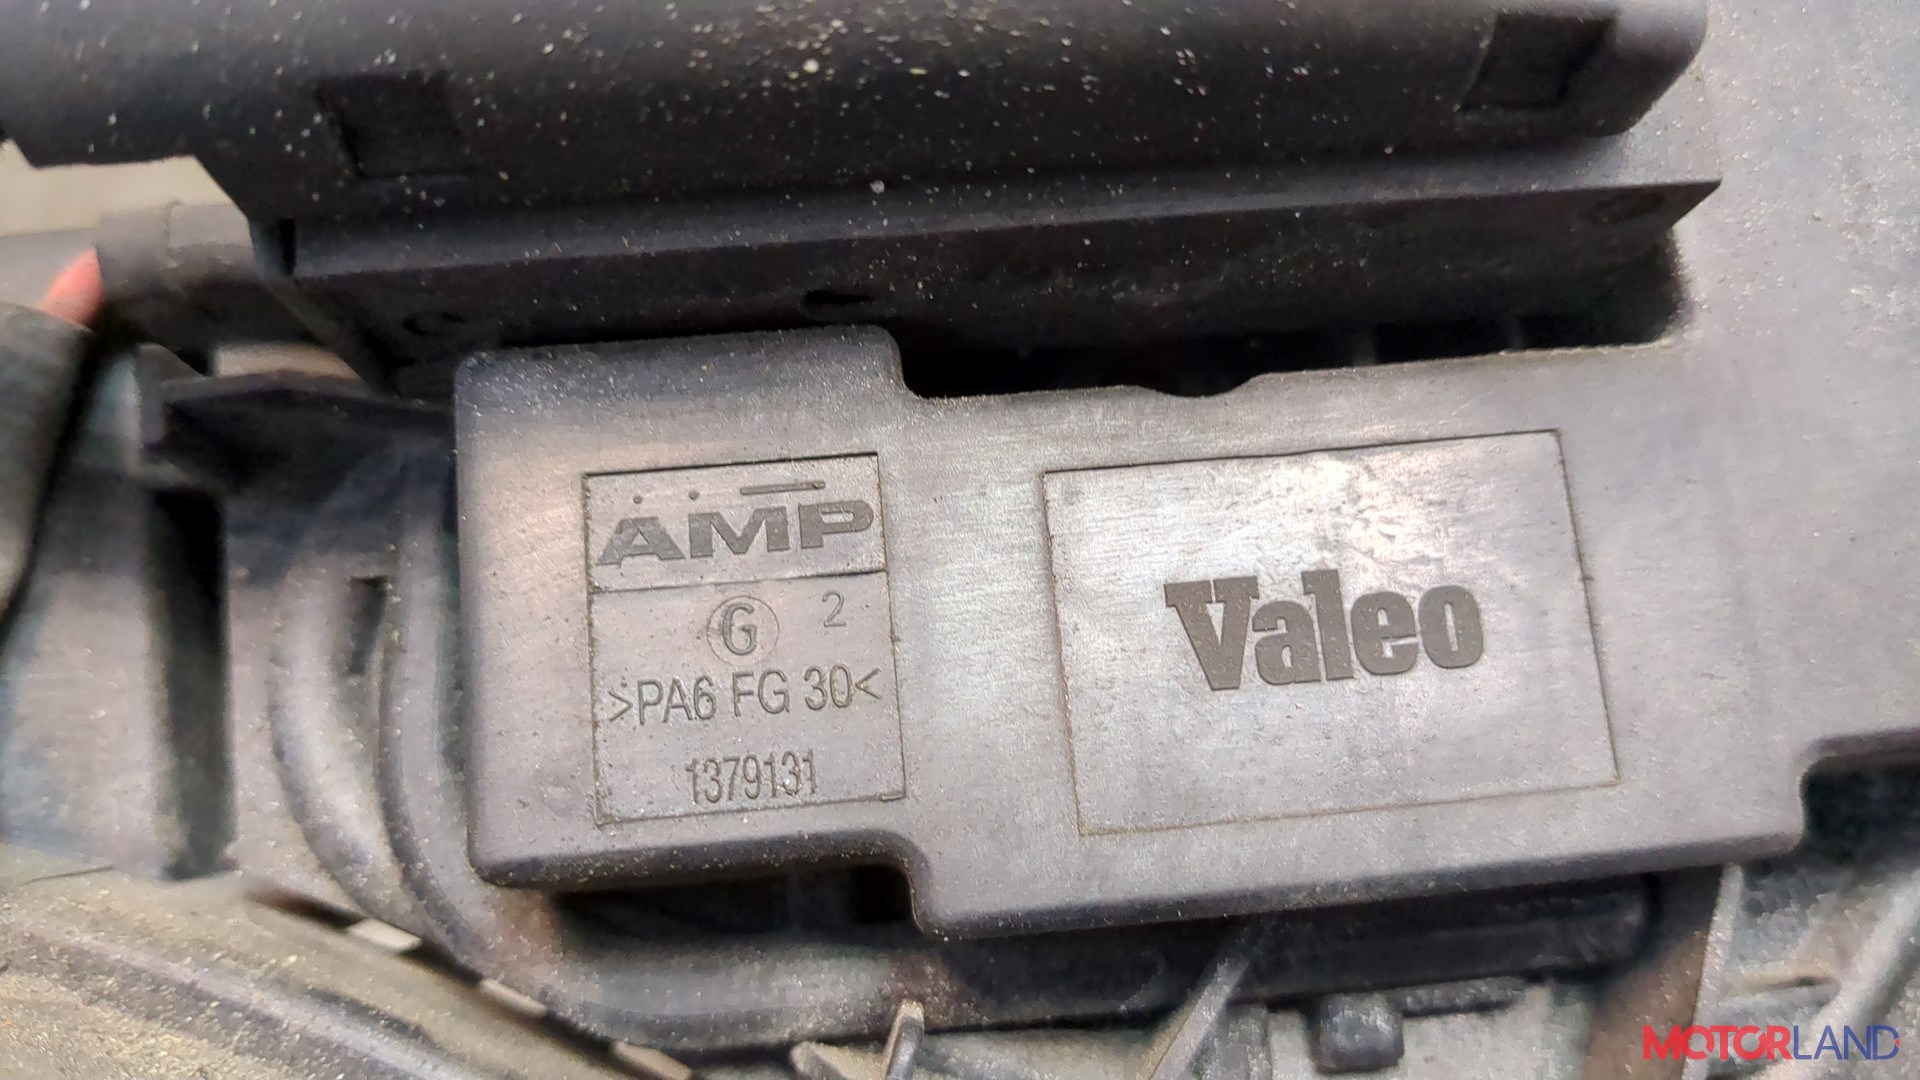 AMP
G 2
>PA6 FG 30<
1379131
Valeo
MOTORLAND